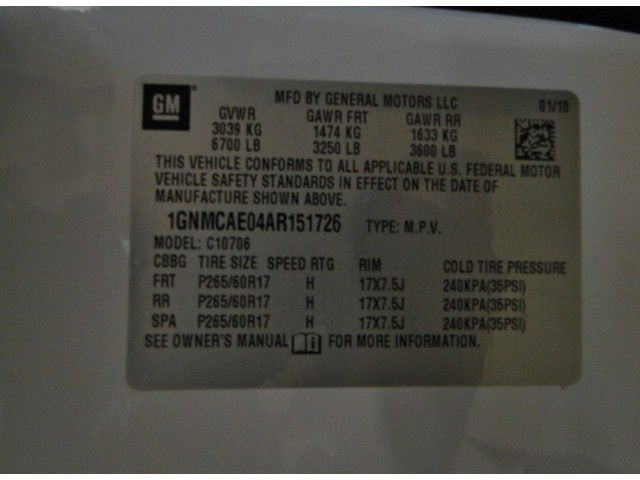 GM MFD BY GENERAL MOTORS LLC 01/10
GVWR GAWR FRT GAWR RR
3039 KG 1474 KG 1633 KG
6700 LB 3250 LB 3600 LB
THIS VEHICLE CONFORMS TO ALL APPLICABLE U.S. FEDERAL MOTOR
VEHICLE SAFETY STANDARDS IN EFFECT ON THE DATE OF
MANUFACTURE SHOWN ABOVE.
1GNMCAE04AR151726 TYPE: M.P.V.
MODEL: C10706
CBBG TIRE SIZE SPEED RTG RIM COLD TIRE PRESSURE
FRT P265/60R17 H 17X7.5J 240KPA(35PSI)
RR P265/60R17 H 17X7.5J 240KPA(35PSI)
SPA P265/60R17 H 17X7.5J 240KPA(35PSI)
SEE OWNER'S MANUAL FOR MORE INFORMATION.